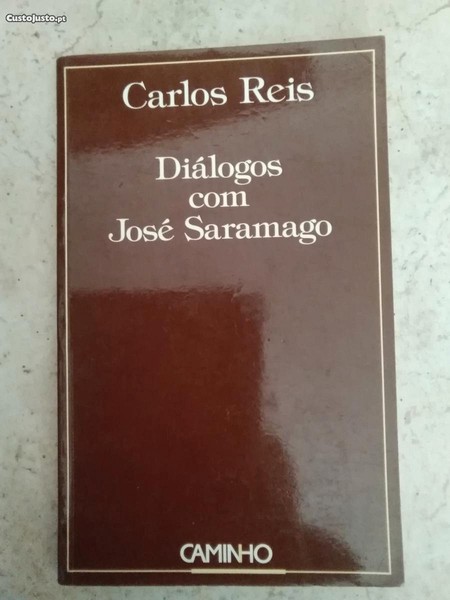 CustoJusto.pt
Carlos Reis
Diálogos
com
José Saramago
CAMINHO